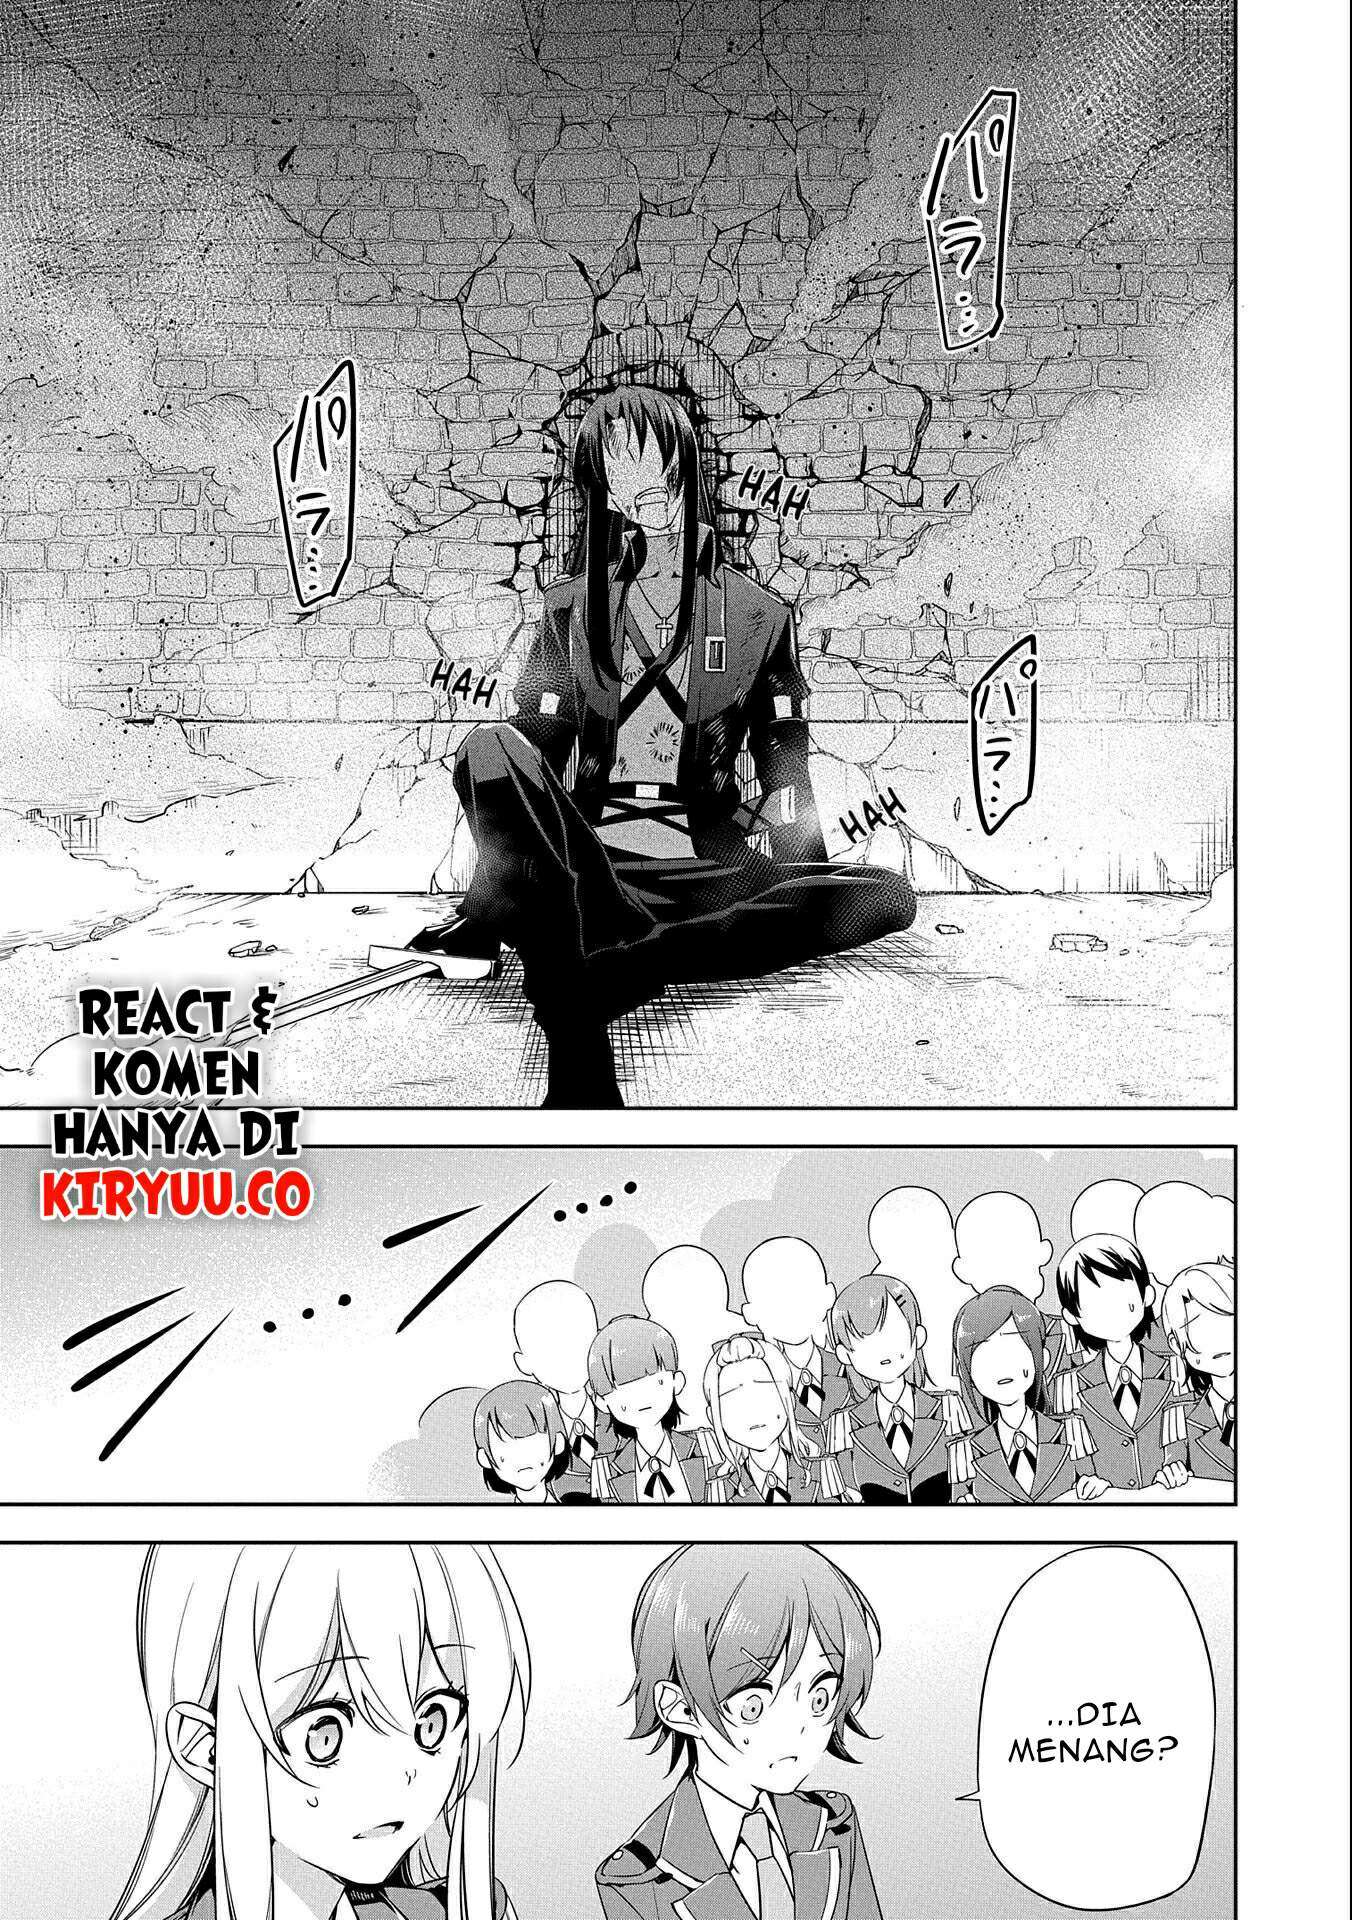 パラ…
パラ…
HAH
HAH
パラ…
HAH
REACT &
KOMEN
HANYA DI
KIRYUU.CO
...DIA
MENANG?